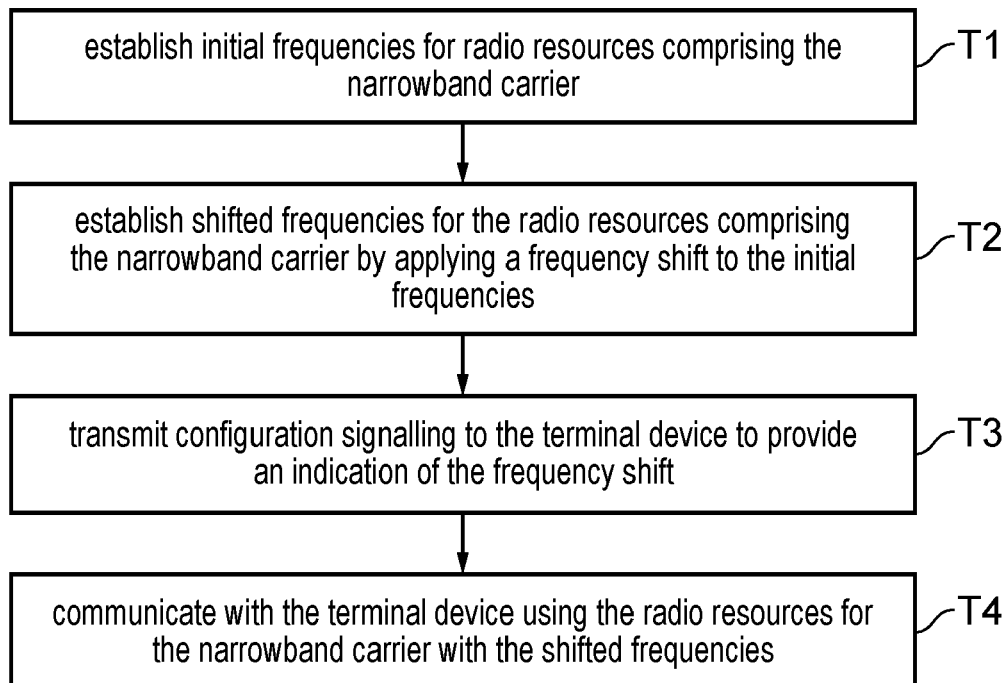 establish initial frequencies for radio resources comprising the
narrowband carrier
T1
establish shifted frequencies for the radio resources comprising
the narrowband carrier by applying a frequency shift to the initial
frequencies
T2
transmit configuration signalling to the terminal device to provide
an indication of the frequency shift
T3
communicate with the terminal device using the radio resources for
the narrowband carrier with the shifted frequencies
T4